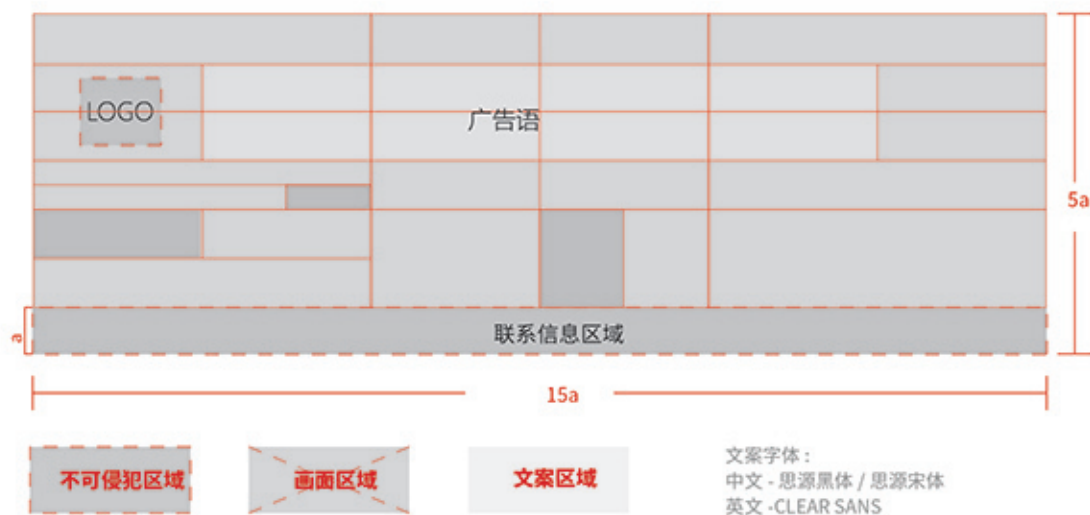 LOGO
广告语
5a
a
联系信息区域
15a
不可侵犯区域
画面区域
文案区域
文案字体：
中文 - 思源黑体 / 思源宋体
英文 -CLEAR SANS